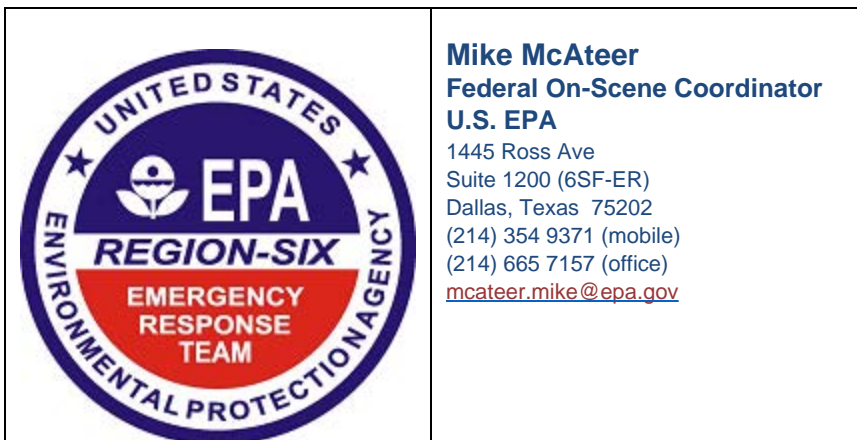 UNITED STATES
EPA
REGION-SIX
EMERGENCY
RESPONSE
TEAM
ENVIRONMENTAL PROTECTION AGENCY
Mike McAteer
Federal On-Scene Coordinator
U.S. EPA
1445 Ross Ave
Suite 1200 (6SF-ER)
Dallas, Texas  75202
(214) 354 9371 (mobile)
(214) 665 7157 (office)
mcateer.mike@epa.gov